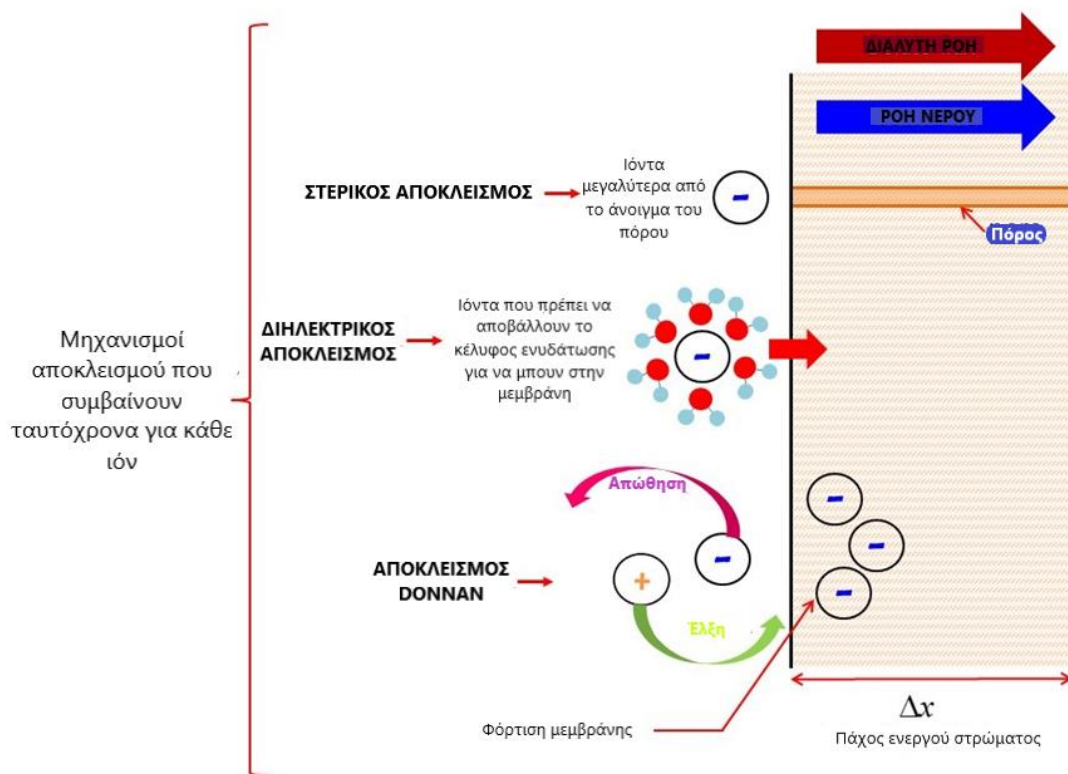 Μηχανισμοί
αποκλεισμού που
συμβαίνουν
ταυτόχρονα για κάθε
ιόν
ΣΤΕΡΙΚΟΣ ΑΠΟΚΛΕΙΣΜΟΣ
Ιόντα
μεγαλύτερα από
το άνοιγμα του
πόρου
-
ΔΙΑΛΥΤΗ ΡΟΗ
ΡΟΗ ΝΕΡΟΥ
Πόρος
ΔΙΗΛΕΚΤΡΙΚΟΣ
ΑΠΟΚΛΕΙΣΜΟΣ
Ιόντα που πρέπει να
αποβάλλουν το
κέλυφος ενυδάτωσης
για να μπουν στην
μεμβράνη
-
ΑΠΟΚΛΕΙΣΜΟΣ
DONNAN
Απώθηση
-
+
Έλξη
-
-
-
Φόρτιση μεμβράνης
Δx
Πάχος ενεργού στρώματος